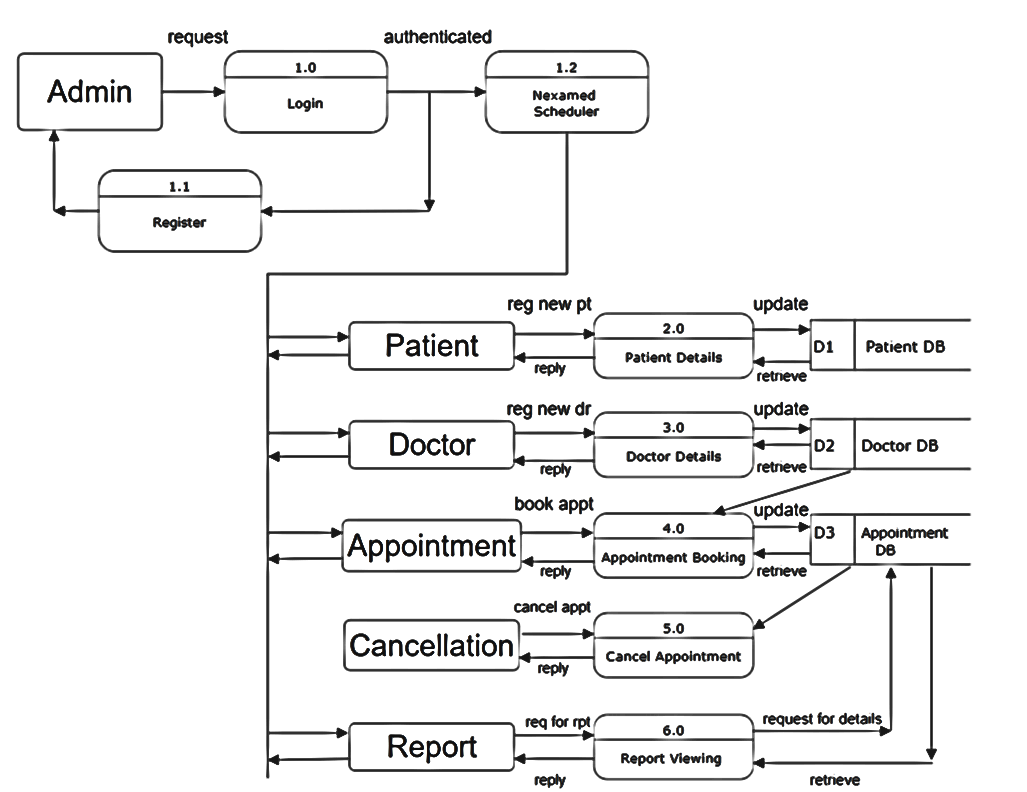 request
authenticated
Admin
1.0
Login
1.2
Nexamed
Scheduler
1.1
Register
reg new pt
update
Patient
2.0
Patient Details
D1
Patient DB
reply
retrieve
reg new dr
update
Doctor
3.0
Doctor Details
D2
Doctor DB
reply
retrieve
book appt
update
Appointment
4.0
Appointment Booking
D3
Appointment
DB
reply
retrieve
cancel appt
Cancellation
5.0
Cancel Appointment
reply
req for rpt
request for details
Report
6.0
Report Viewing
reply
retrieve